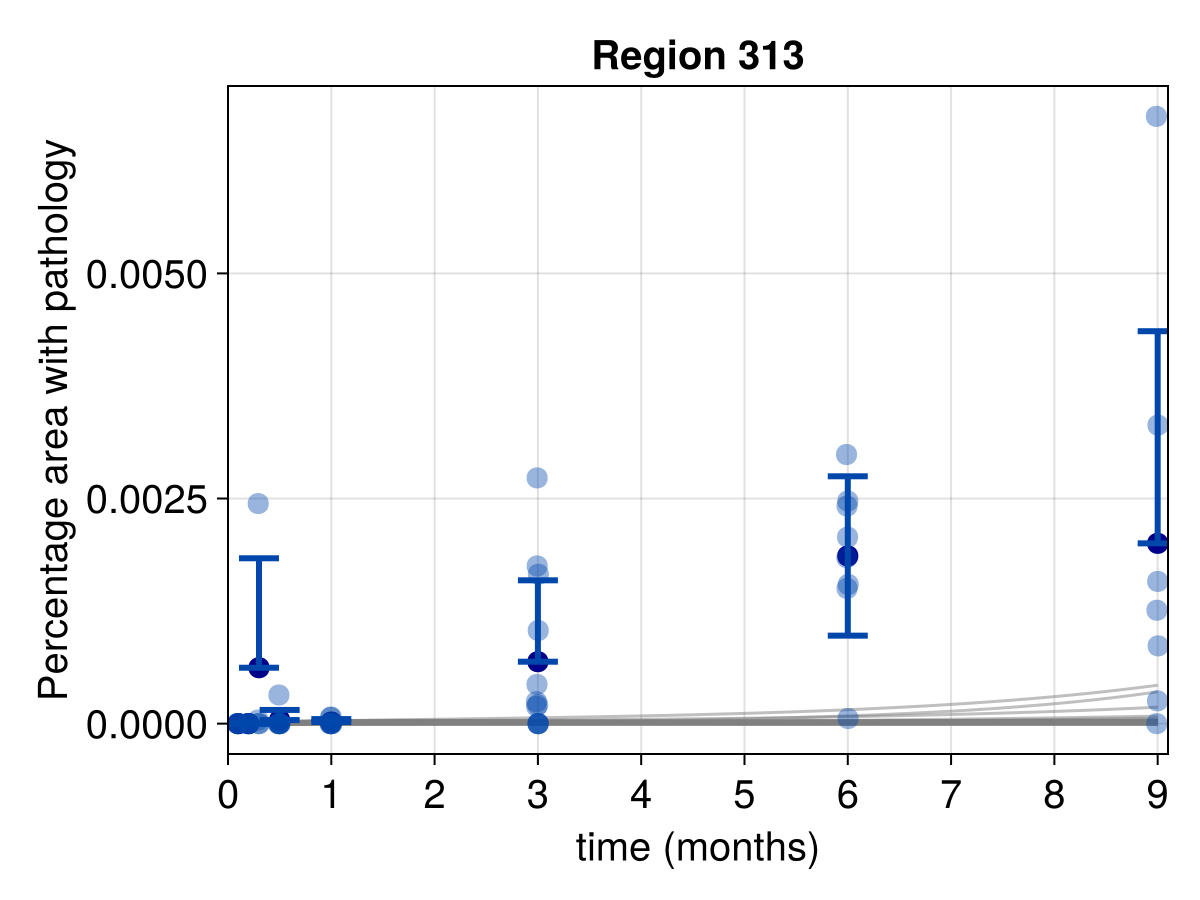 Region 313
Percentage area with pathology
0.0050
0.0025
0.0000
0 1 2 3 4 5 6 7 8 9
time (months)